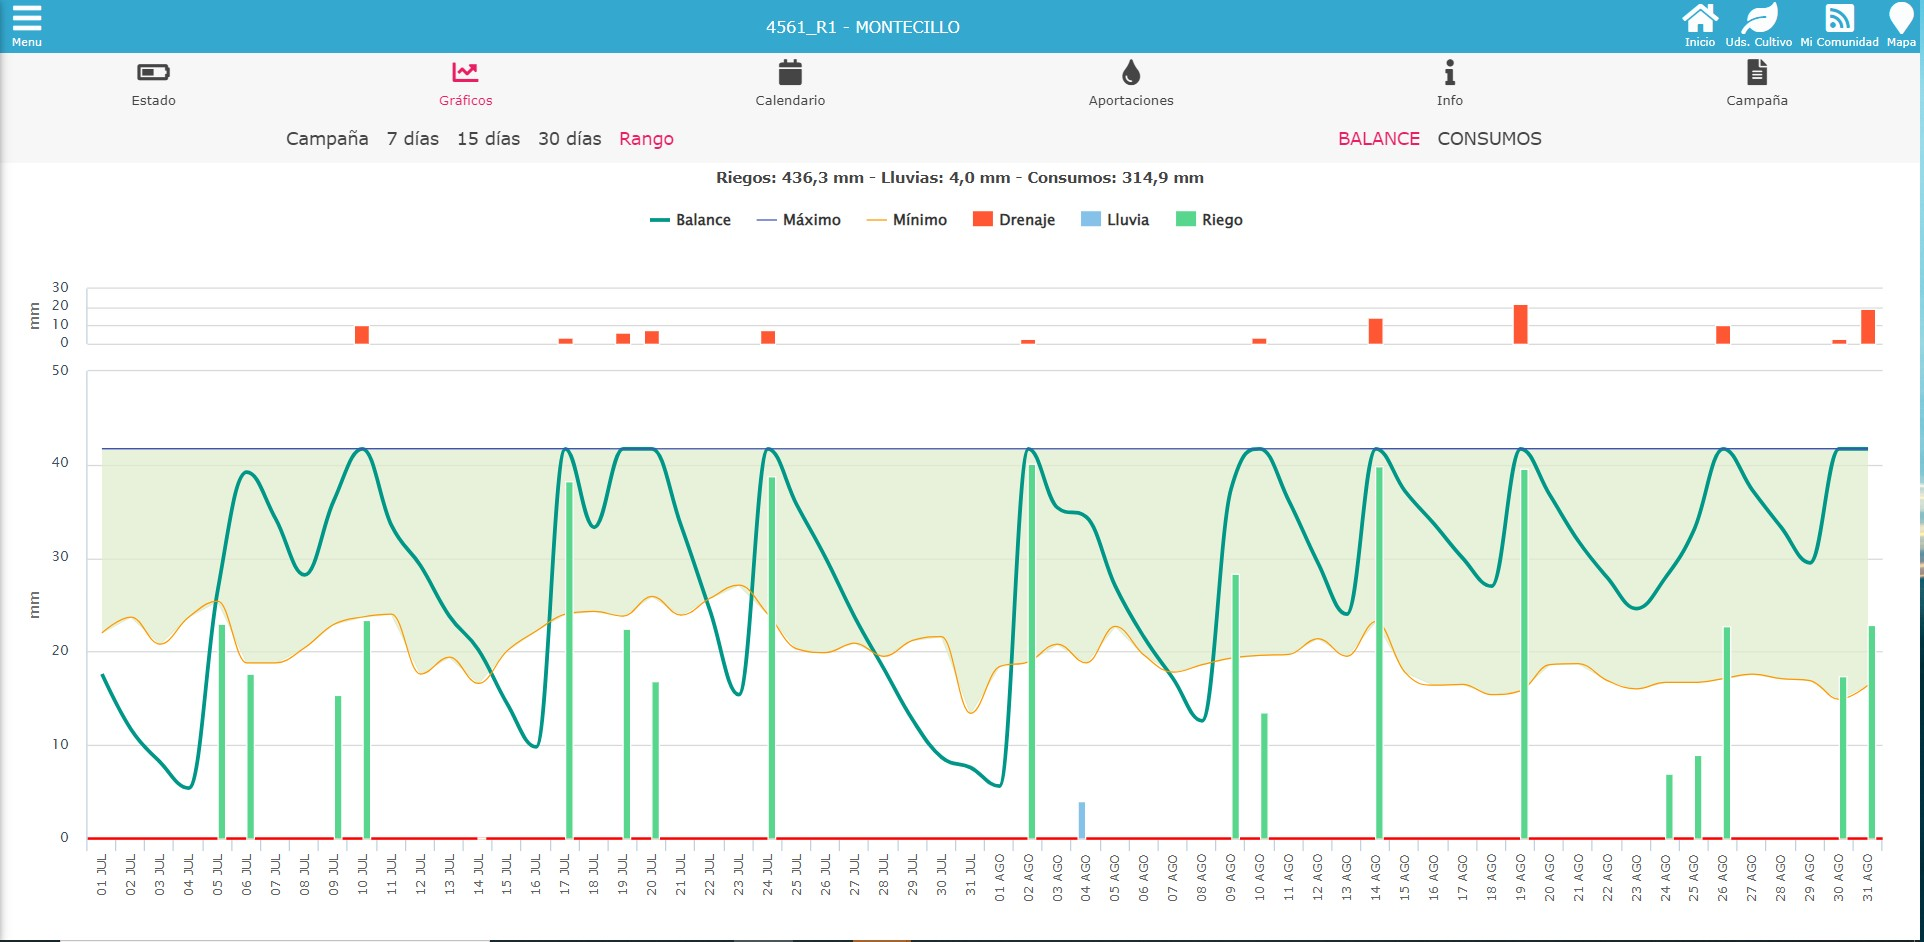 4561_R1 - MONTECILLO
Menu
Inicio Uds. Cultivo Mi Comunidad Mapa
Estado Gráficos Calendario Aportaciones Info Campaña
Campaña 7 días 15 días 30 días Rango BALANCE CONSUMOS
Riegos: 436,3 mm - Lluvias: 4,0 mm - Consumos: 314,9 mm
Balance Máximo Mínimo Drenaje Lluvia Riego
30
20
10
0
mm
50
40
30
20
10
0
mm
01 JUL
02 JUL
03 JUL
04 JUL
05 JUL
06 JUL
07 JUL
08 JUL
09 JUL
10 JUL
11 JUL
12 JUL
13 JUL
14 JUL
15 JUL
16 JUL
17 JUL
18 JUL
19 JUL
20 JUL
21 JUL
22 JUL
23 JUL
24 JUL
25 JUL
26 JUL
27 JUL
28 JUL
29 JUL
30 JUL
31 JUL
01 AGO
02 AGO
03 AGO
04 AGO
05 AGO
06 AGO
07 AGO
08 AGO
09 AGO
10 AGO
11 AGO
12 AGO
13 AGO
14 AGO
15 AGO
16 AGO
17 AGO
18 AGO
19 AGO
20 AGO
21 AGO
22 AGO
23 AGO
24 AGO
25 AGO
26 AGO
27 AGO
28 AGO
29 AGO
30 AGO
31 AGO